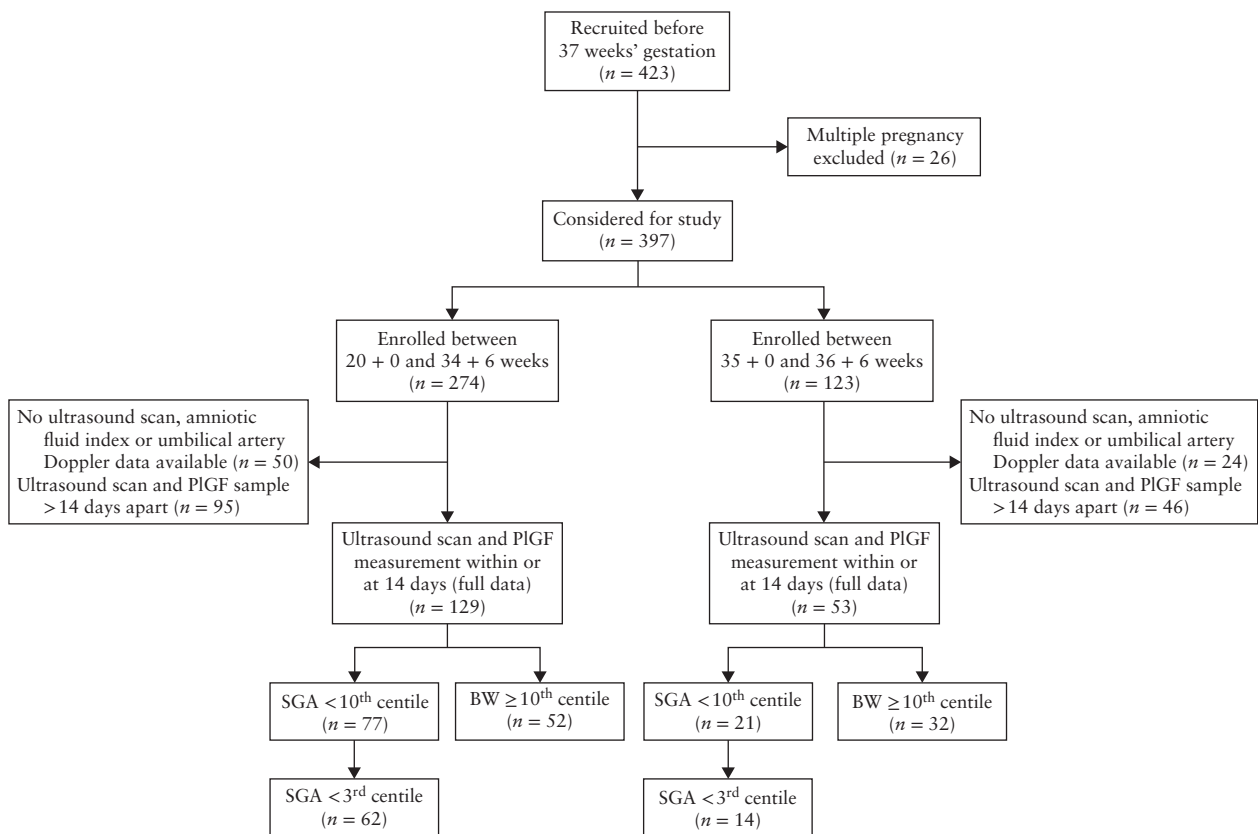 Recruited before
37 weeks’ gestation
(n = 423)
Multiple pregnancy
excluded (n = 26)
Considered for study
(n = 397)
Enrolled between
20 + 0 and 34 + 6 weeks
(n = 274)
Enrolled between
35 + 0 and 36 + 6 weeks
(n = 123)
No ultrasound scan, amniotic
fluid index or umbilical artery
Doppler data available (n = 50)
Ultrasound scan and PlGF sample
> 14 days apart (n = 95)
No ultrasound scan, amniotic
fluid index or umbilical artery
Doppler data available (n = 24)
Ultrasound scan and PlGF sample
> 14 days apart (n = 46)
Ultrasound scan and PlGF
measurement within or
at 14 days (full data)
(n = 129)
Ultrasound scan and PlGF
measurement within or
at 14 days (full data)
(n = 53)
SGA < 10th centile
(n = 77)
BW ≥ 10th centile
(n = 52)
SGA < 10th centile
(n = 21)
BW ≥ 10th centile
(n = 32)
SGA < 3rd centile
(n = 62)
SGA < 3rd centile
(n = 14)